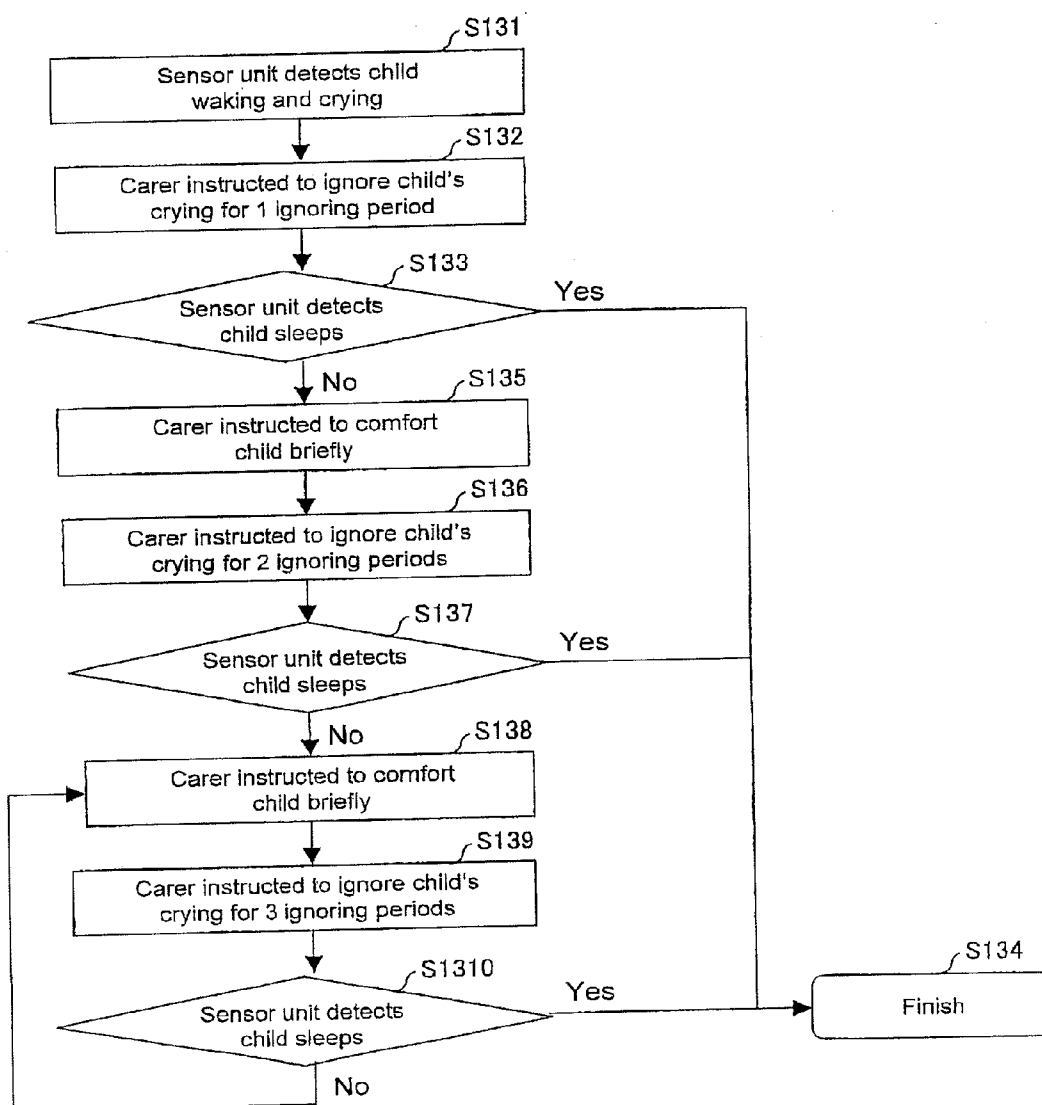 S131
Sensor unit detects child
waking and crying
S132
Carer instructed to ignore child's
crying for 1 ignoring period
S133
Sensor unit detects
child sleeps
Yes
No
S135
Carer instructed to comfort
child briefly
S136
Carer instructed to ignore child's
crying for 2 ignoring periods
S137
Sensor unit detects
child sleeps
Yes
No
S138
Carer instructed to comfort
child briefly
S139
Carer instructed to ignore child's
crying for 3 ignoring periods
S1310
Sensor unit detects
child sleeps
Yes
No
S134
Finish